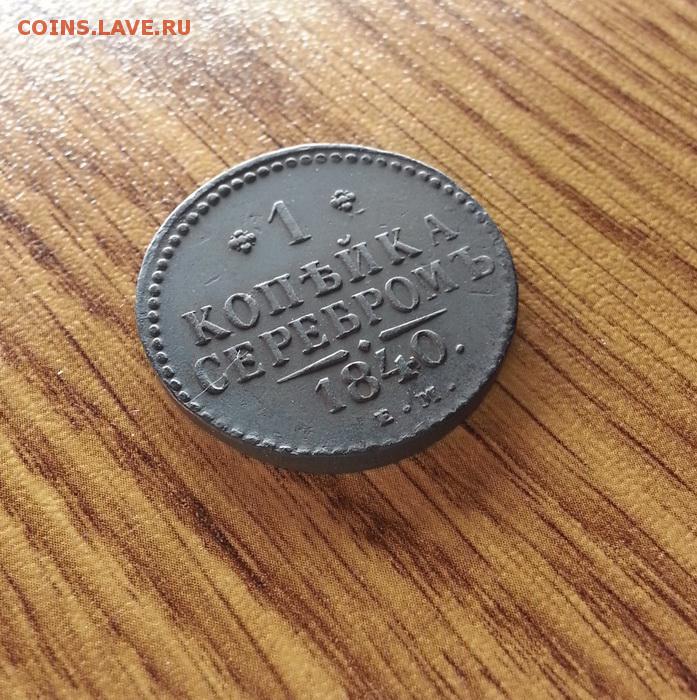 COINS.LAVE.RU
1
КОПѢЙКА
СЕРЕБРОМЪ
1840.
Е.М.